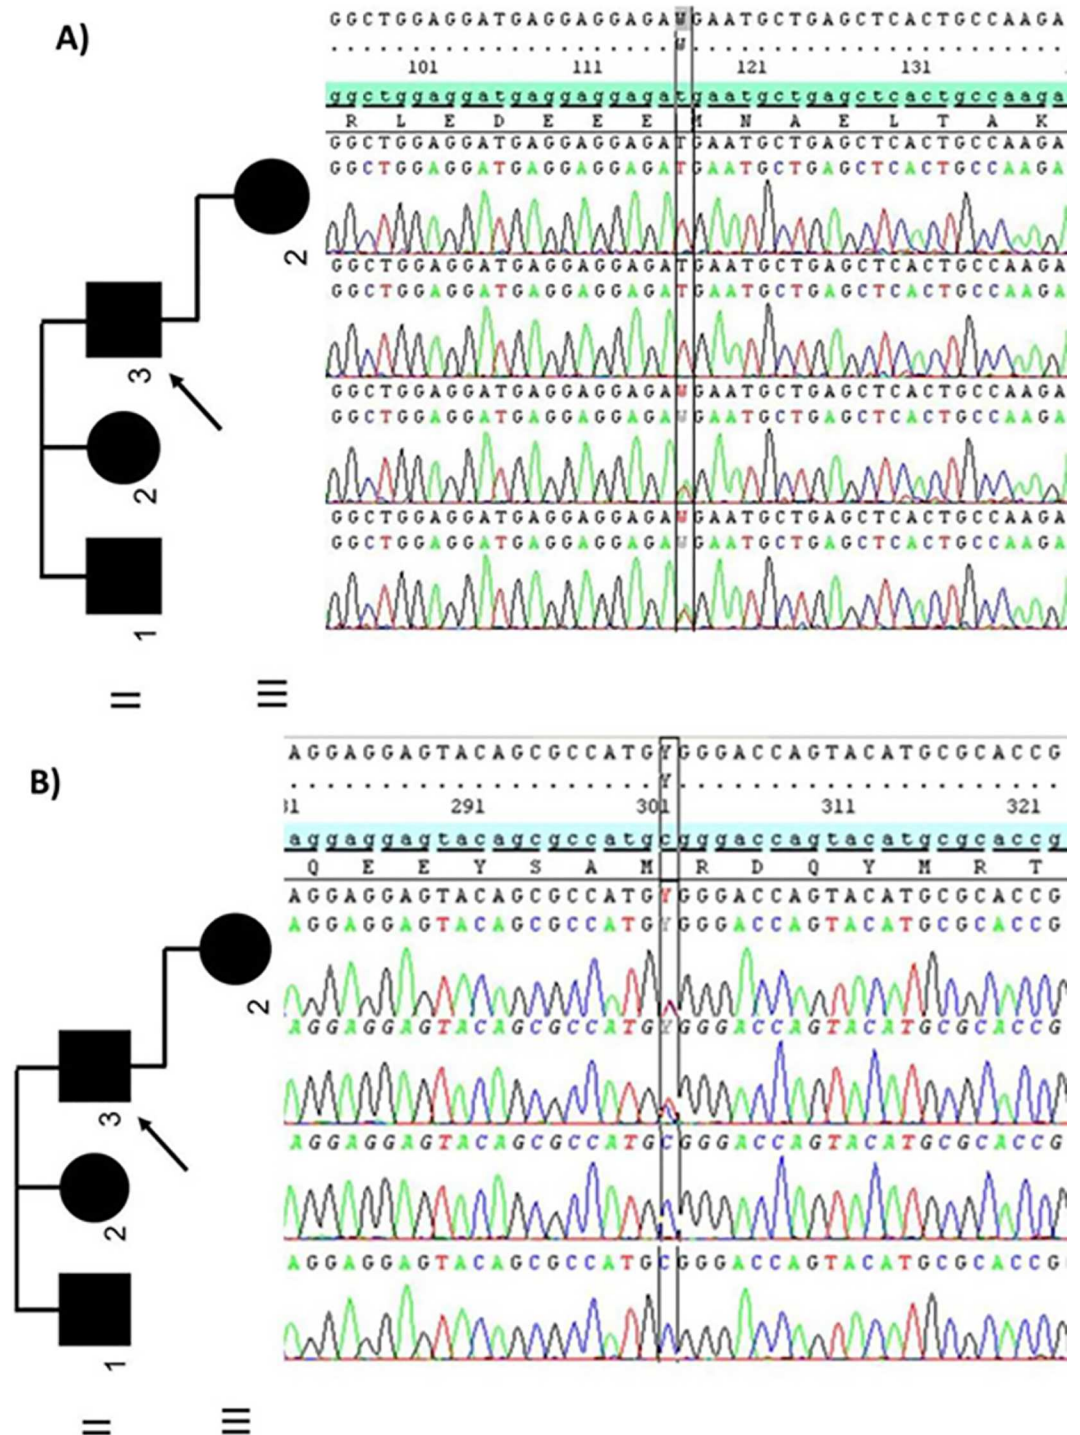 A)
GGCTGGAGGATGAGGAGGAGAWGAATGCTGAGCTCACTGCCAAGA
W
101 111 121 131
ggctggaggatgaggaggagatgaatgctgagctcactgccaaga
R L E D E E E M N A E L T A K
GGCTGGAGGATGAGGAGGAGATGAATGCTGAGCTCACTGCCAAGA
GGCTGGAGGATGAGGAGGAGATGAATGCTGAGCTCACTGCCAAGA
2
GGCTGGAGGATGAGGAGGAGATGAATGCTGAGCTCACTGCCAAGA
GGCTGGAGGATGAGGAGGAGATGAATGCTGAGCTCACTGCCAAGA
3
GGCTGGAGGATGAGGAGGAGAWGAATGCTGAGCTCACTGCCAAGA
GGCTGGAGGATGAGGAGGAGAWGAATGCTGAGCTCACTGCCAAGA
2
GGCTGGAGGATGAGGAGGAGAWGAATGCTGAGCTCACTGCCAAGA
GGCTGGAGGATGAGGAGGAGAWGAATGCTGAGCTCACTGCCAAGA
1
II III
B)
AGGAGGAGTACAGCGCCATGYGGGACCAGTACATGCGCACCG
Y
31 291 301 311 321
aggaggagtacagcgccatgcgggaccagtacatgcgcaccg
Q E E Y S A M R D Q Y M R T
AGGAGGAGTACAGCGCCATGYGGGACCAGTACATGCGCACCG
AGGAGGAGTACAGCGCCATGYGGGACCAGTACATGCGCACCG
2
AGGAGGAGTACAGCGCCATGYGGGACCAGTACATGCGCACCG
3
AGGAGGAGTACAGCGCCATGCGGGACCAGTACATGCGCACCG
2
AGGAGGAGTACAGCGCCATGCGGGACCAGTACATGCGCACCG
1
II III